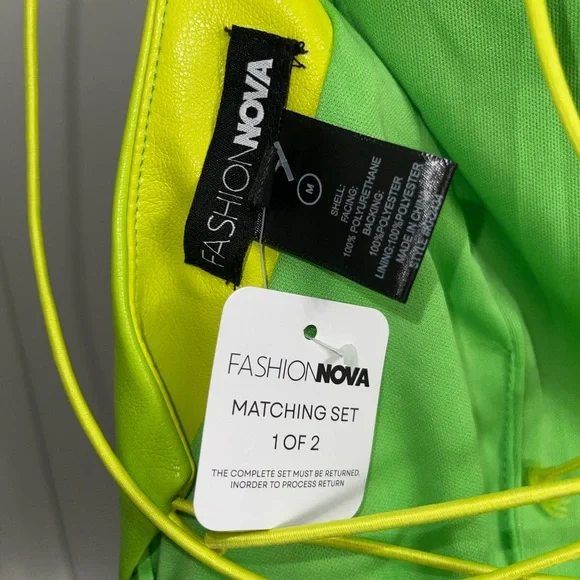 FASHIONNOVA
M
SHELL:
FACING:
100% POLYURETHANE
BACKING:
100%POLYESTER
LINING:100%POLYESTER
MADE IN CHINA
STYLE
FASHIONNOVA
MATCHING SET
1 OF 2
THE COMPLETE SET MUST BE RETURNED
INORDER TO PROCESS RETURN